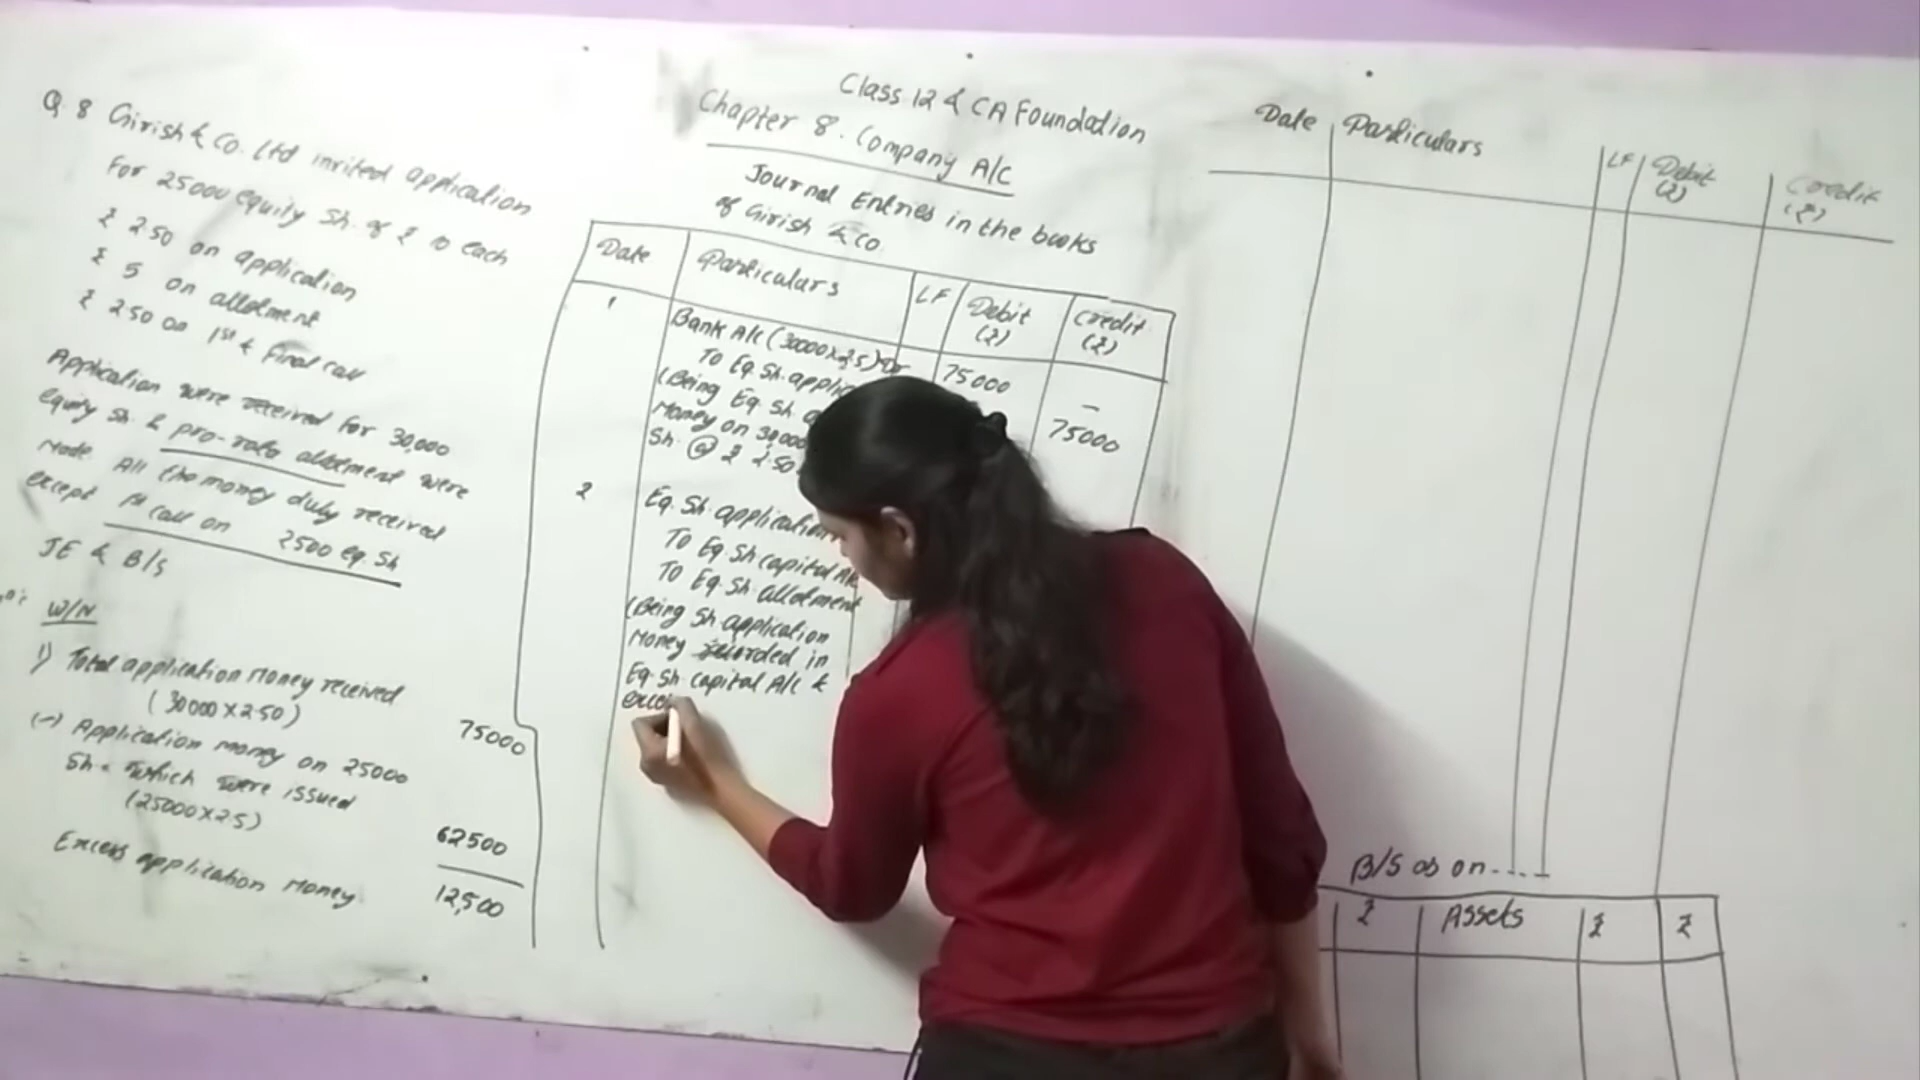 Q.8 Girish & Co. Ltd invited application
For 25000 equity Sh. of ₹ 10 each
₹ 2.50 on application
₹ 5 on allotment
₹ 2.50 on 1st & Final call
Application were received for 30,000
equity Sh. & pro-rata allotment were
made. All the money duly received
except 1st call on 2500 eq. Sh
JE & B/S
W/N
1) Total application money received
(30000 x 2.50) 75000
(-) Application money on 25000
Sh. which were issued
(25000 x 2.5) 62500
Excess application money. 12,500
Class 12 & CA Foundation
Chapter 8. Company A/c
Journal Entries in the books
of Girish & Co.
Date Particulars LF Debit (₹) Credit (₹)
1 Bank A/c (30000 x 2.5) Dr 75000 —
To Eq. Sh. 75000
(Being Eq. Sh.
Money on 30,000
Sh. @ ₹ 2.50
2 Eq. Sh. application
To Eq. Sh capital A/c
To Eq. Sh. allotment
(Being Sh. application
Money recorded in
Eq. Sh capital A/c &
Date Particulars LF Debit (₹) Credit (₹)
B/S as on....
₹ Assets ₹ ₹